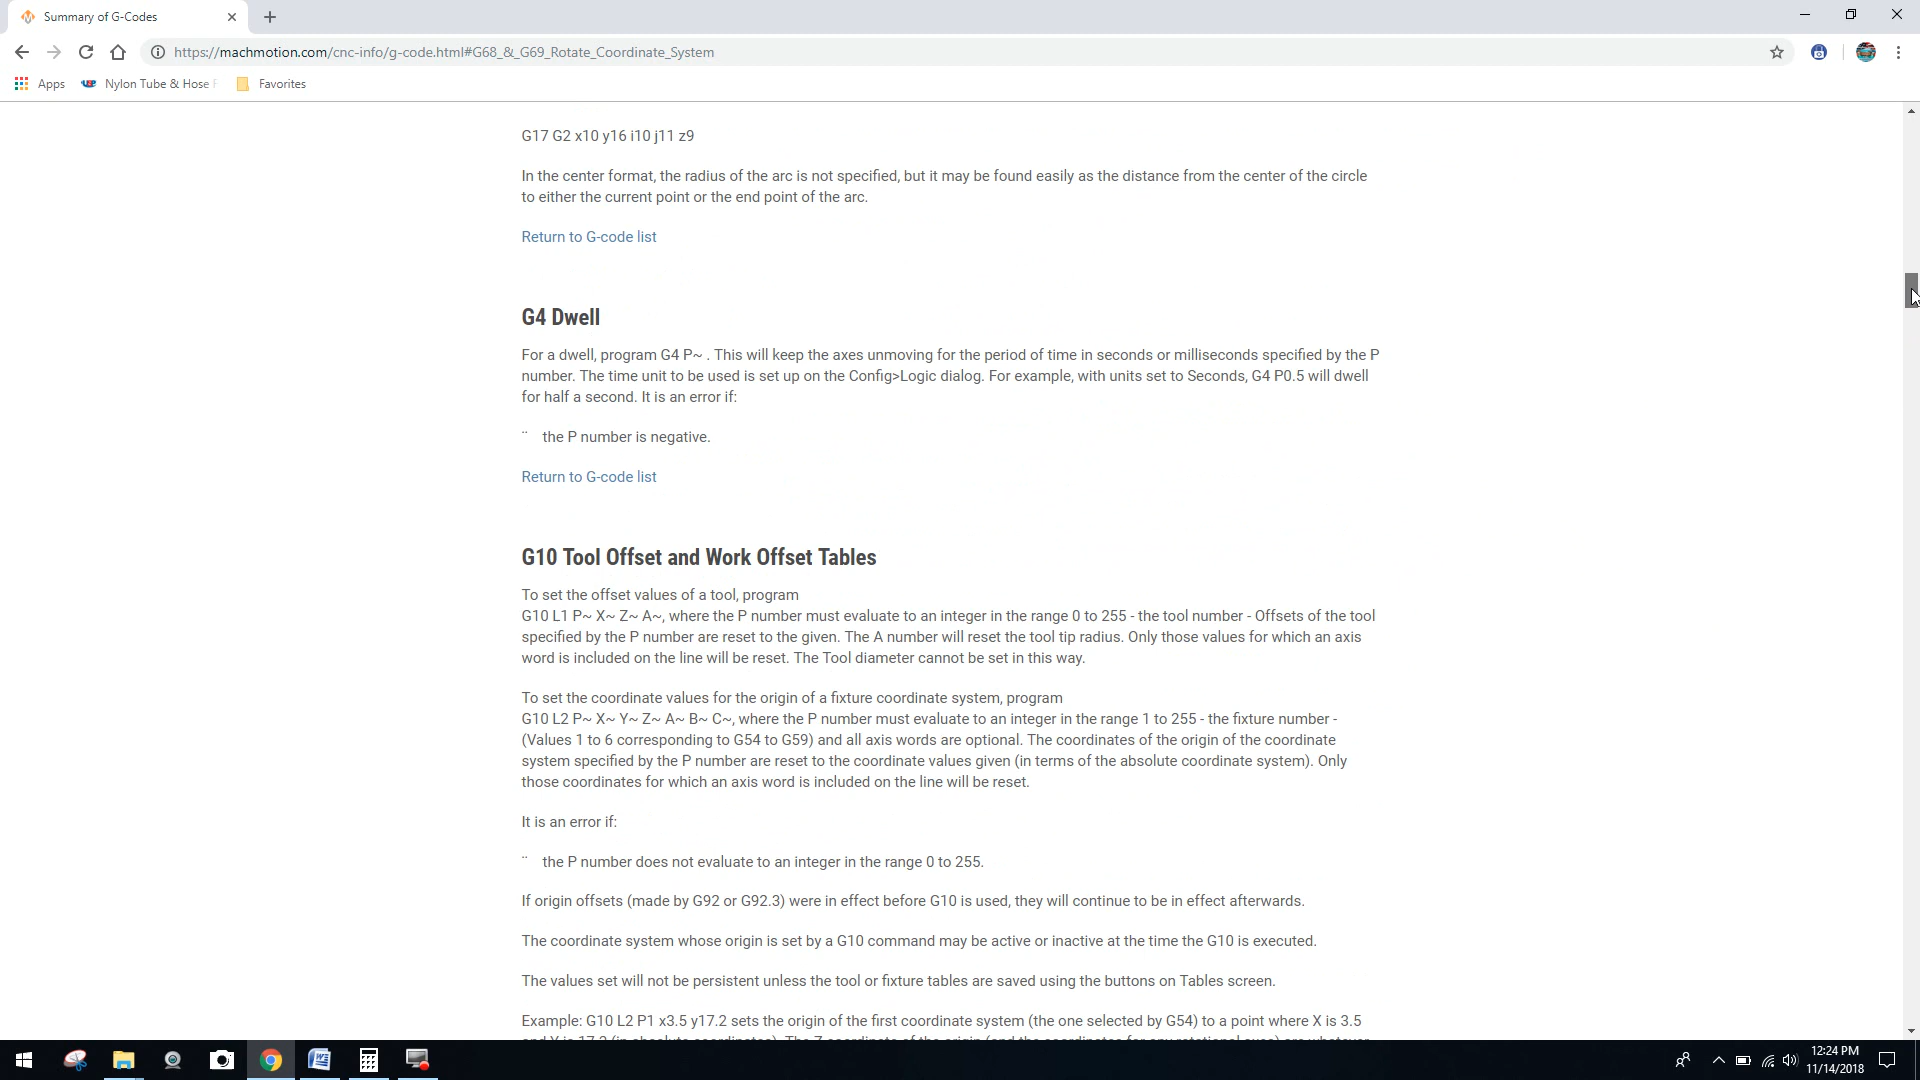 Summary of G-Codes
https://machmotion.com/cnc-info/g-code.html#G68_&_G69_Rotate_Coordinate_System
Apps
Nylon Tube & Hose
Favorites
G17 G2 x10 y16 i10 j11 z9
In the center format, the radius of the arc is not specified, but it may be found easily as the distance from the center of the circle
to either the current point or the end point of the arc.
Return to G-code list
G4 Dwell
For a dwell, program G4 P~ . This will keep the axes unmoving for the period of time in seconds or milliseconds specified by the P
number. The time unit to be used is set up on the Config>Logic dialog. For example, with units set to Seconds, G4 P0.5 will dwell
for half a second. It is an error if:
¨ the P number is negative.
Return to G-code list
G10 Tool Offset and Work Offset Tables
To set the offset values of a tool, program
G10 L1 P~ X~ Z~ A~, where the P number must evaluate to an integer in the range 0 to 255 - the tool number - Offsets of the tool
specified by the P number are reset to the given. The A number will reset the tool tip radius. Only those values for which an axis
word is included on the line will be reset. The Tool diameter cannot be set in this way.
To set the coordinate values for the origin of a fixture coordinate system, program
G10 L2 P~ X~ Y~ Z~ A~ B~ C~, where the P number must evaluate to an integer in the range 1 to 255 - the fixture number -
(Values 1 to 6 corresponding to G54 to G59) and all axis words are optional. The coordinates of the origin of the coordinate
system specified by the P number are reset to the coordinate values given (in terms of the absolute coordinate system). Only
those coordinates for which an axis word is included on the line will be reset.
It is an error if:
¨ the P number does not evaluate to an integer in the range 0 to 255.
If origin offsets (made by G92 or G92.3) were in effect before G10 is used, they will continue to be in effect afterwards.
The coordinate system whose origin is set by a G10 command may be active or inactive at the time the G10 is executed.
The values set will not be persistent unless the tool or fixture tables are saved using the buttons on Tables screen.
Example: G10 L2 P1 x3.5 y17.2 sets the origin of the first coordinate system (the one selected by G54) to a point where X is 3.5
12:24 PM
11/14/2018